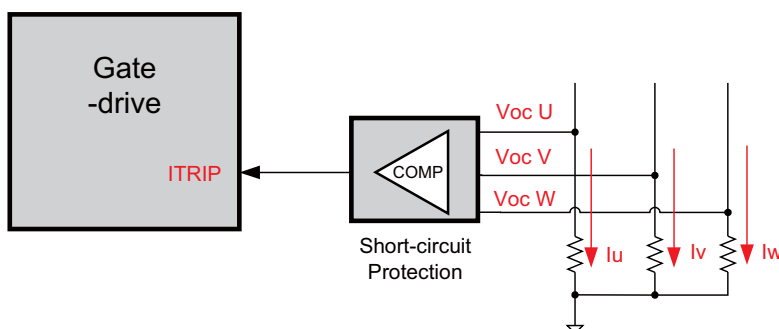 Gate
-drive
ITRIP
COMP
Short-circuit
Protection
Voc U
Voc V
Voc W
Iu
Iv
Iw